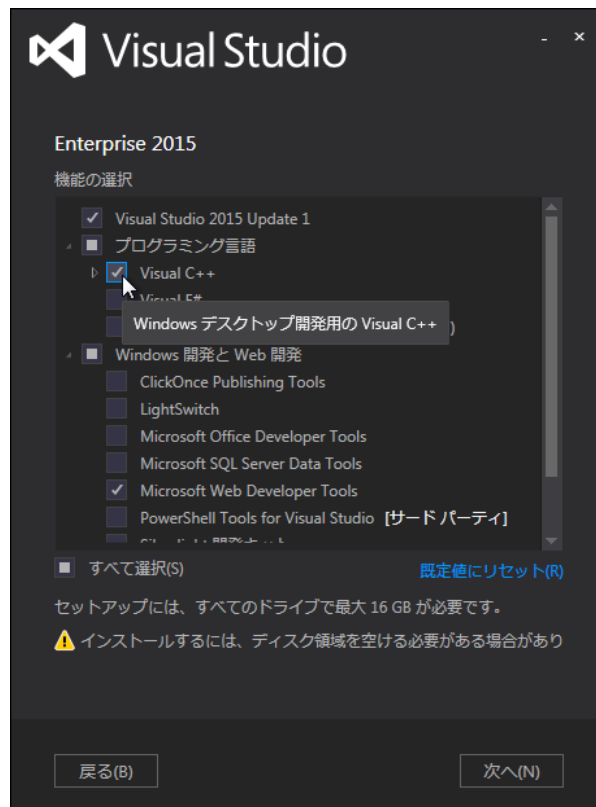 Visual Studio
Enterprise 2015
機能の選択
Visual Studio 2015 Update 1
プログラミング言語
Visual C++
Visual F#
Windows デスクトップ開発用の Visual C++
)
Windows 開発と Web 開発
ClickOnce Publishing Tools
LightSwitch
Microsoft Office Developer Tools
Microsoft SQL Server Data Tools
Microsoft Web Developer Tools
PowerShell Tools for Visual Studio [サード パーティ]
Silverlight 開発キット
すべて選択(S)
既定値にリセット(R)
セットアップには、すべてのドライブで最大 16 GB が必要です。
インストールするには、ディスク領域を空ける必要がある場合があり
戻る(B)
次へ(N)